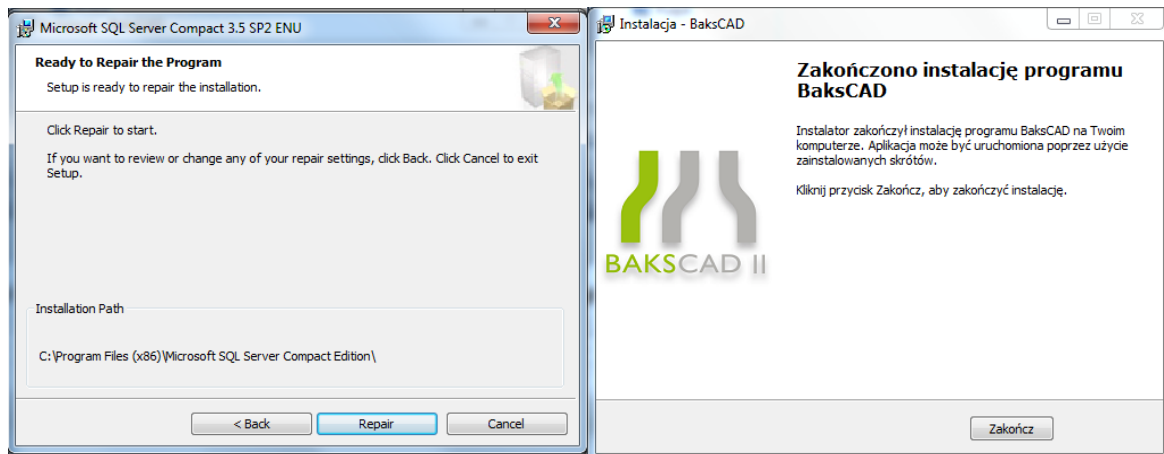 Microsoft SQL Server Compact 3.5 SP2 ENU
Ready to Repair the Program
Setup is ready to repair the installation.
Click Repair to start.
If you want to review or change any of your repair settings, click Back. Click Cancel to exit
Setup.
Installation Path
C:\Program Files (x86)\Microsoft SQL Server Compact Edition\
< Back
Repair
Cancel
Instalacja - BaksCAD
Zakończono instalację programu
BaksCAD
Instalator zakończył instalację programu BaksCAD na Twoim
komputerze. Aplikacja może być uruchomiona poprzez użycie
zainstalowanych skrótów.
Kliknij przycisk Zakończ, aby zakończyć instalację.
BAKSCAD II
Zakończ